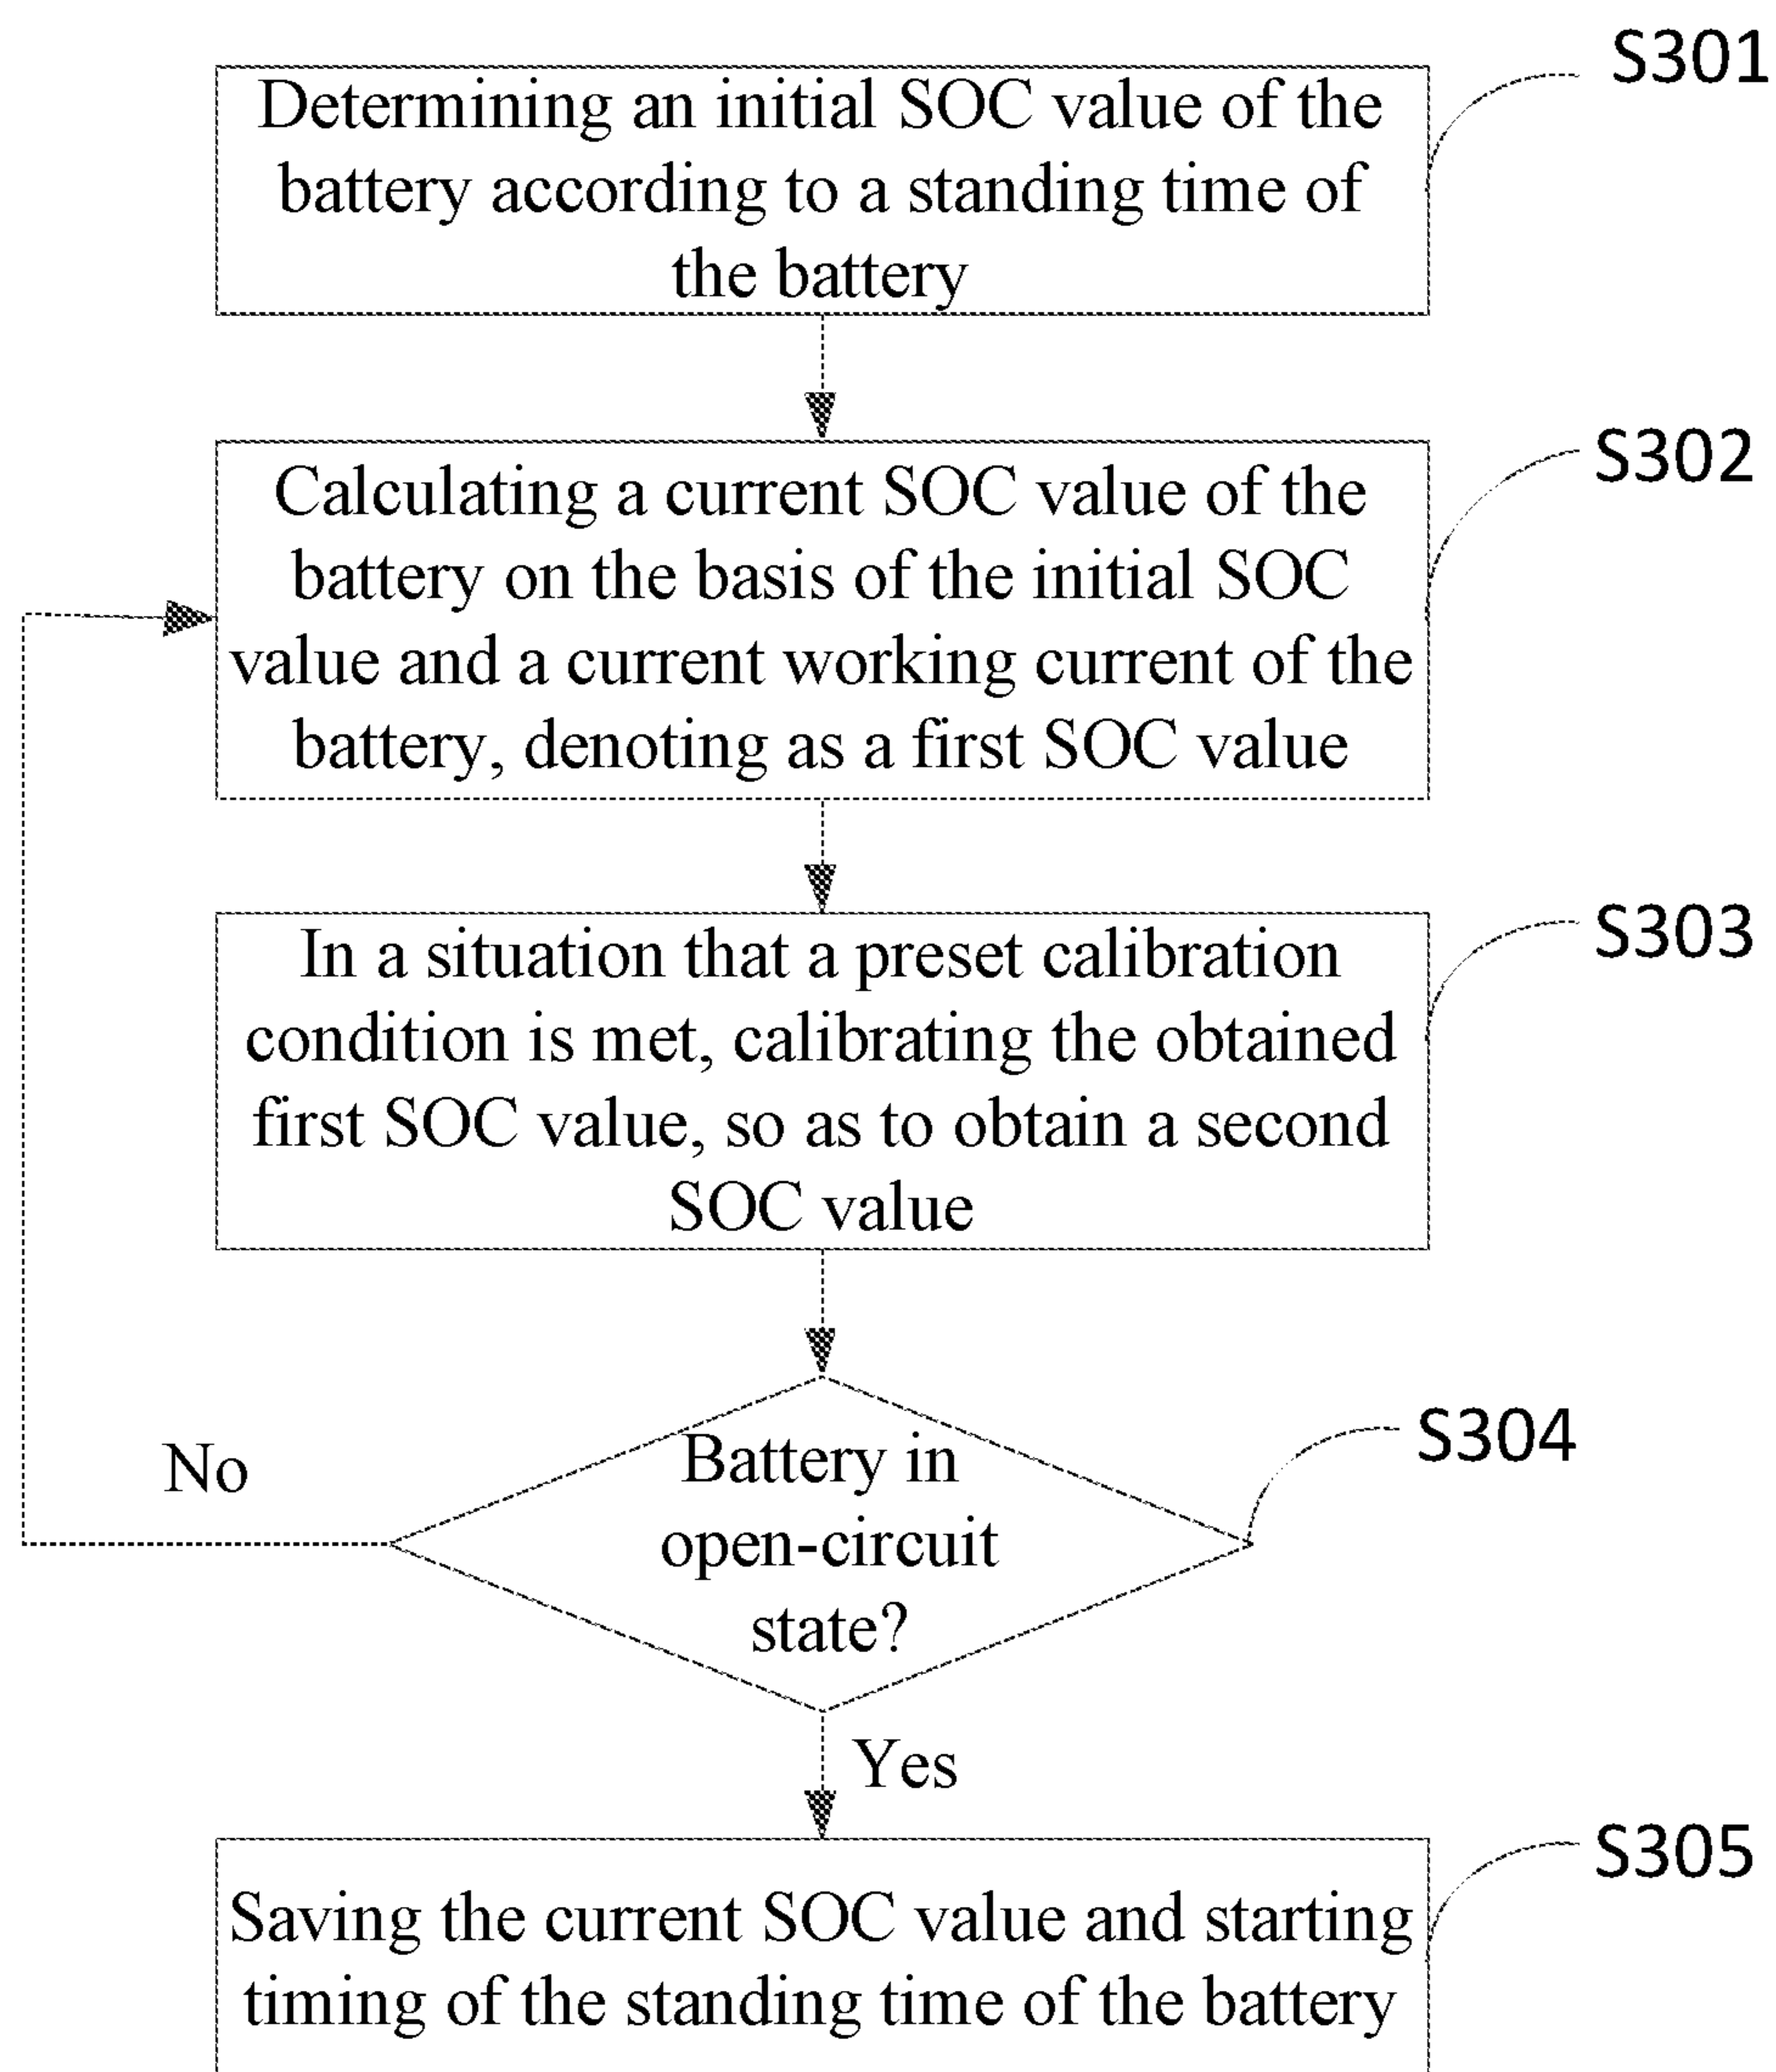 S301
Determining an initial SOC value of the
battery according to a standing time of
the battery
S302
Calculating a current SOC value of the
battery on the basis of the initial SOC
value and a current working current of the
battery, denoting as a first SOC value
S303
In a situation that a preset calibration
condition is met, calibrating the obtained
first SOC value, so as to obtain a second
SOC value
S304
No
Battery in
open-circuit
state?
Yes
S305
Saving the current SOC value and starting
timing of the standing time of the battery